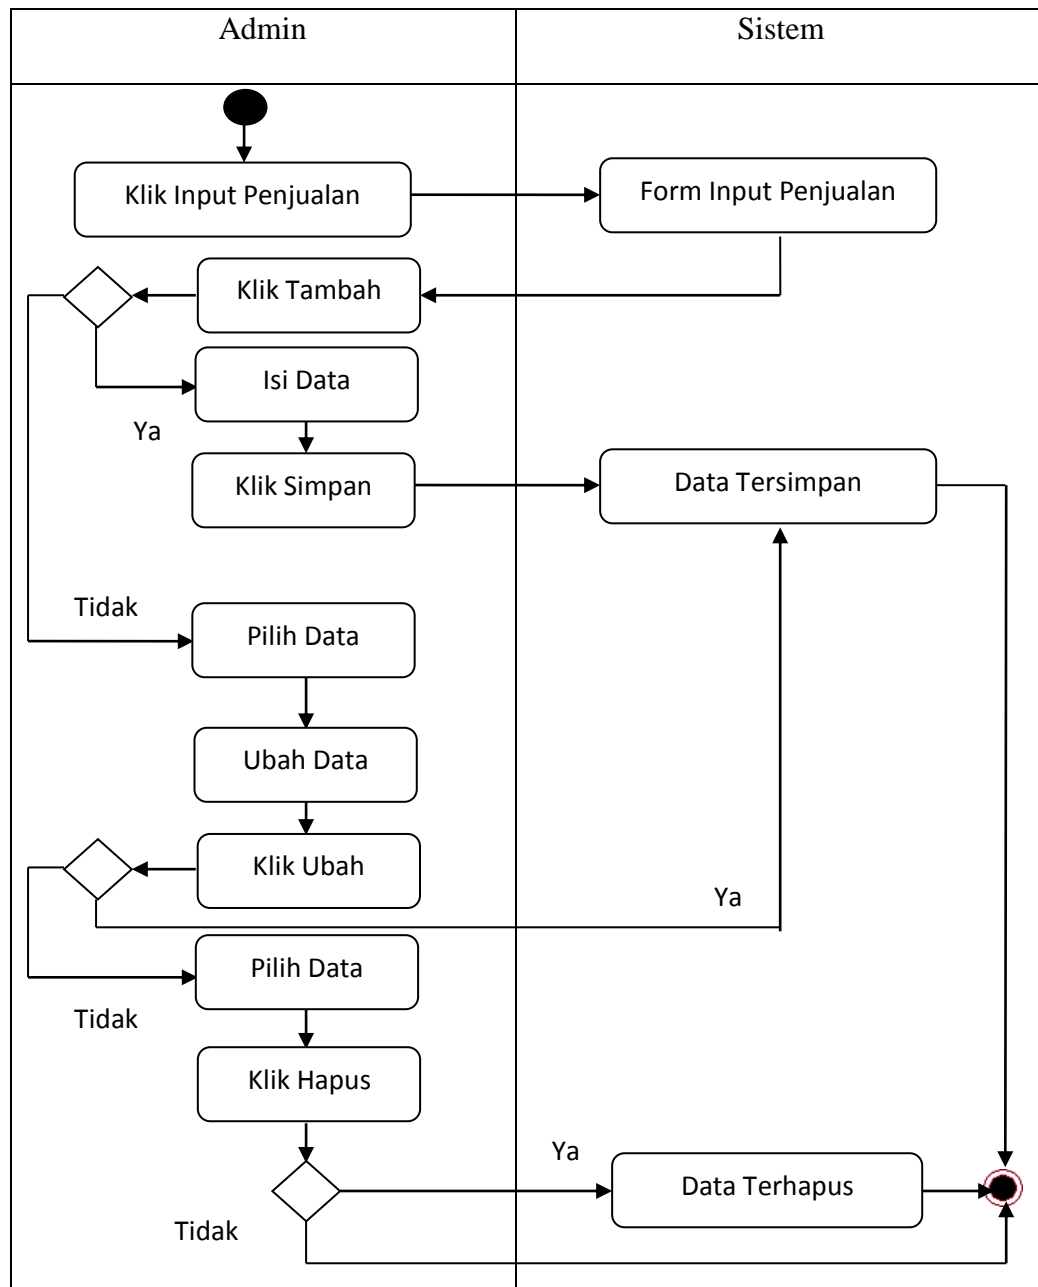 Admin
Sistem
Klik Input Penjualan
Form Input Penjualan
Klik Tambah
Isi Data
Ya
Klik Simpan
Data Tersimpan
Tidak
Pilih Data
Ubah Data
Klik Ubah
Ya
Pilih Data
Tidak
Klik Hapus
Ya
Data Terhapus
Tidak